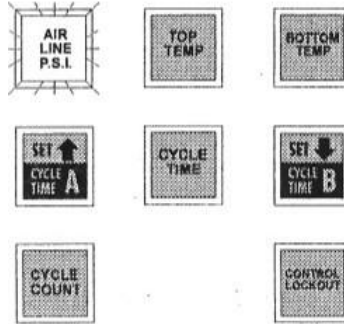 AIR
LINE
P.S.I.
TOP
TEMP
BOTTOM
TEMP
SET
CYCLE
TIME A
CYCLE
TIME
SET
CYCLE
TIME B
CYCLE
COUNT
CONTROL
LOCKOUT